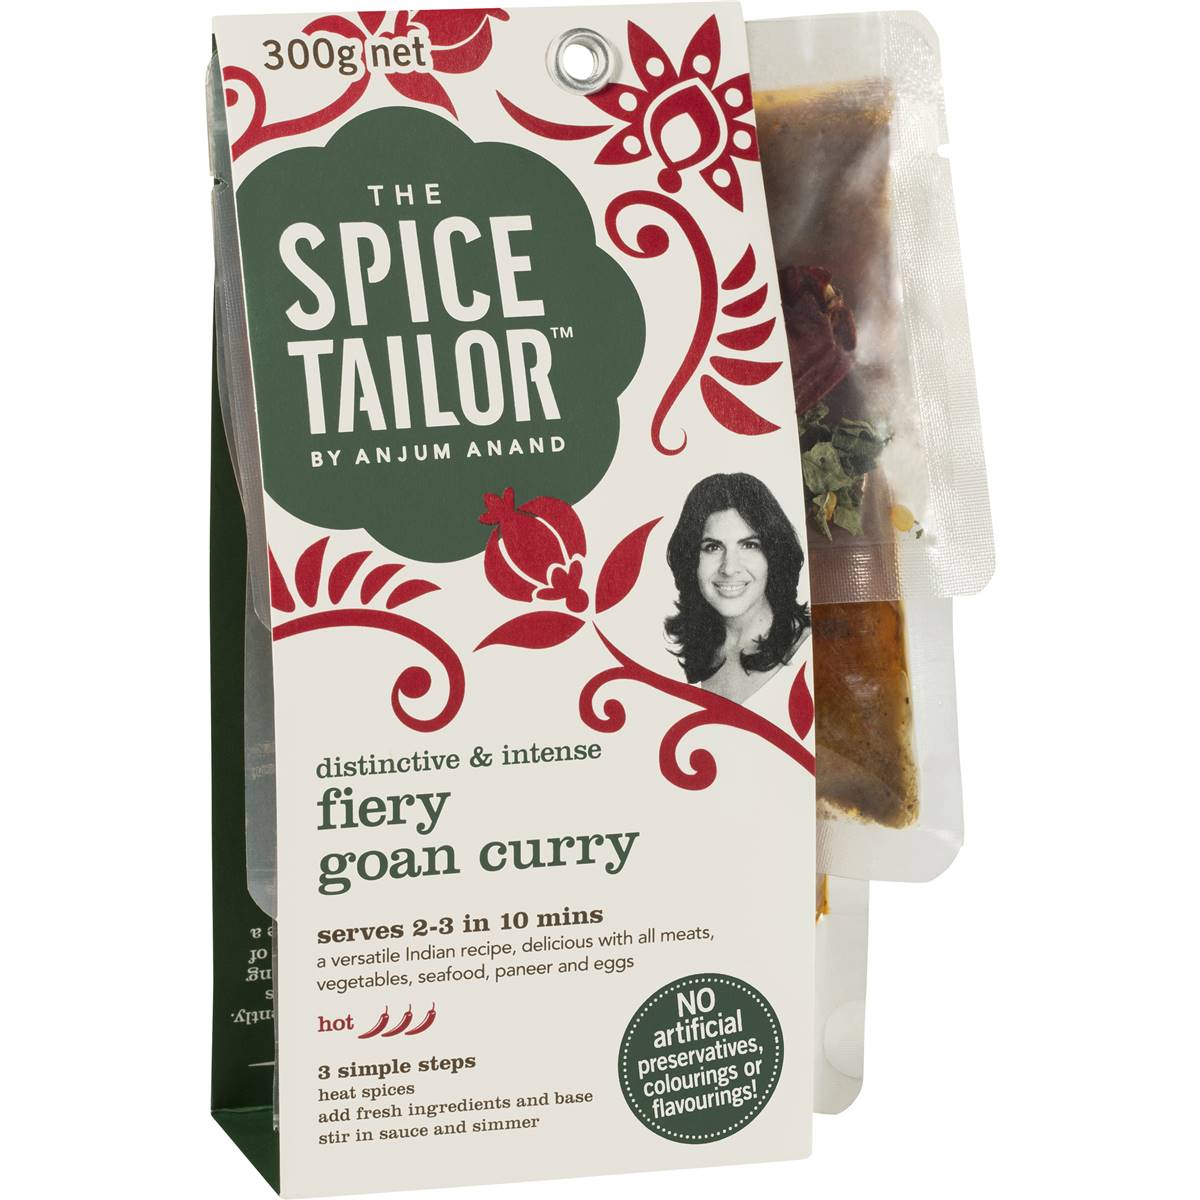 300g net
THE
SPICE
TAILOR™
BY ANJUM ANAND
distinctive & intense
fiery
goan curry
serves 2-3 in 10 mins
a versatile Indian recipe, delicious with all meats,
vegetables, seafood, paneer and eggs
hot
3 simple steps
heat spices
add fresh ingredients and base
stir in sauce and simmer
NO
artificial
preservatives,
colourings or
flavourings!